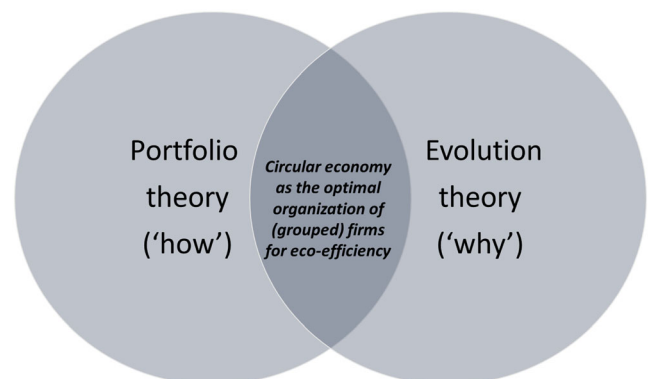 Portfolio
theory
(‘how’)
Circular economy
as the optimal
organization of
(grouped) firms
for eco-efficiency
Evolution
theory
(‘why’)